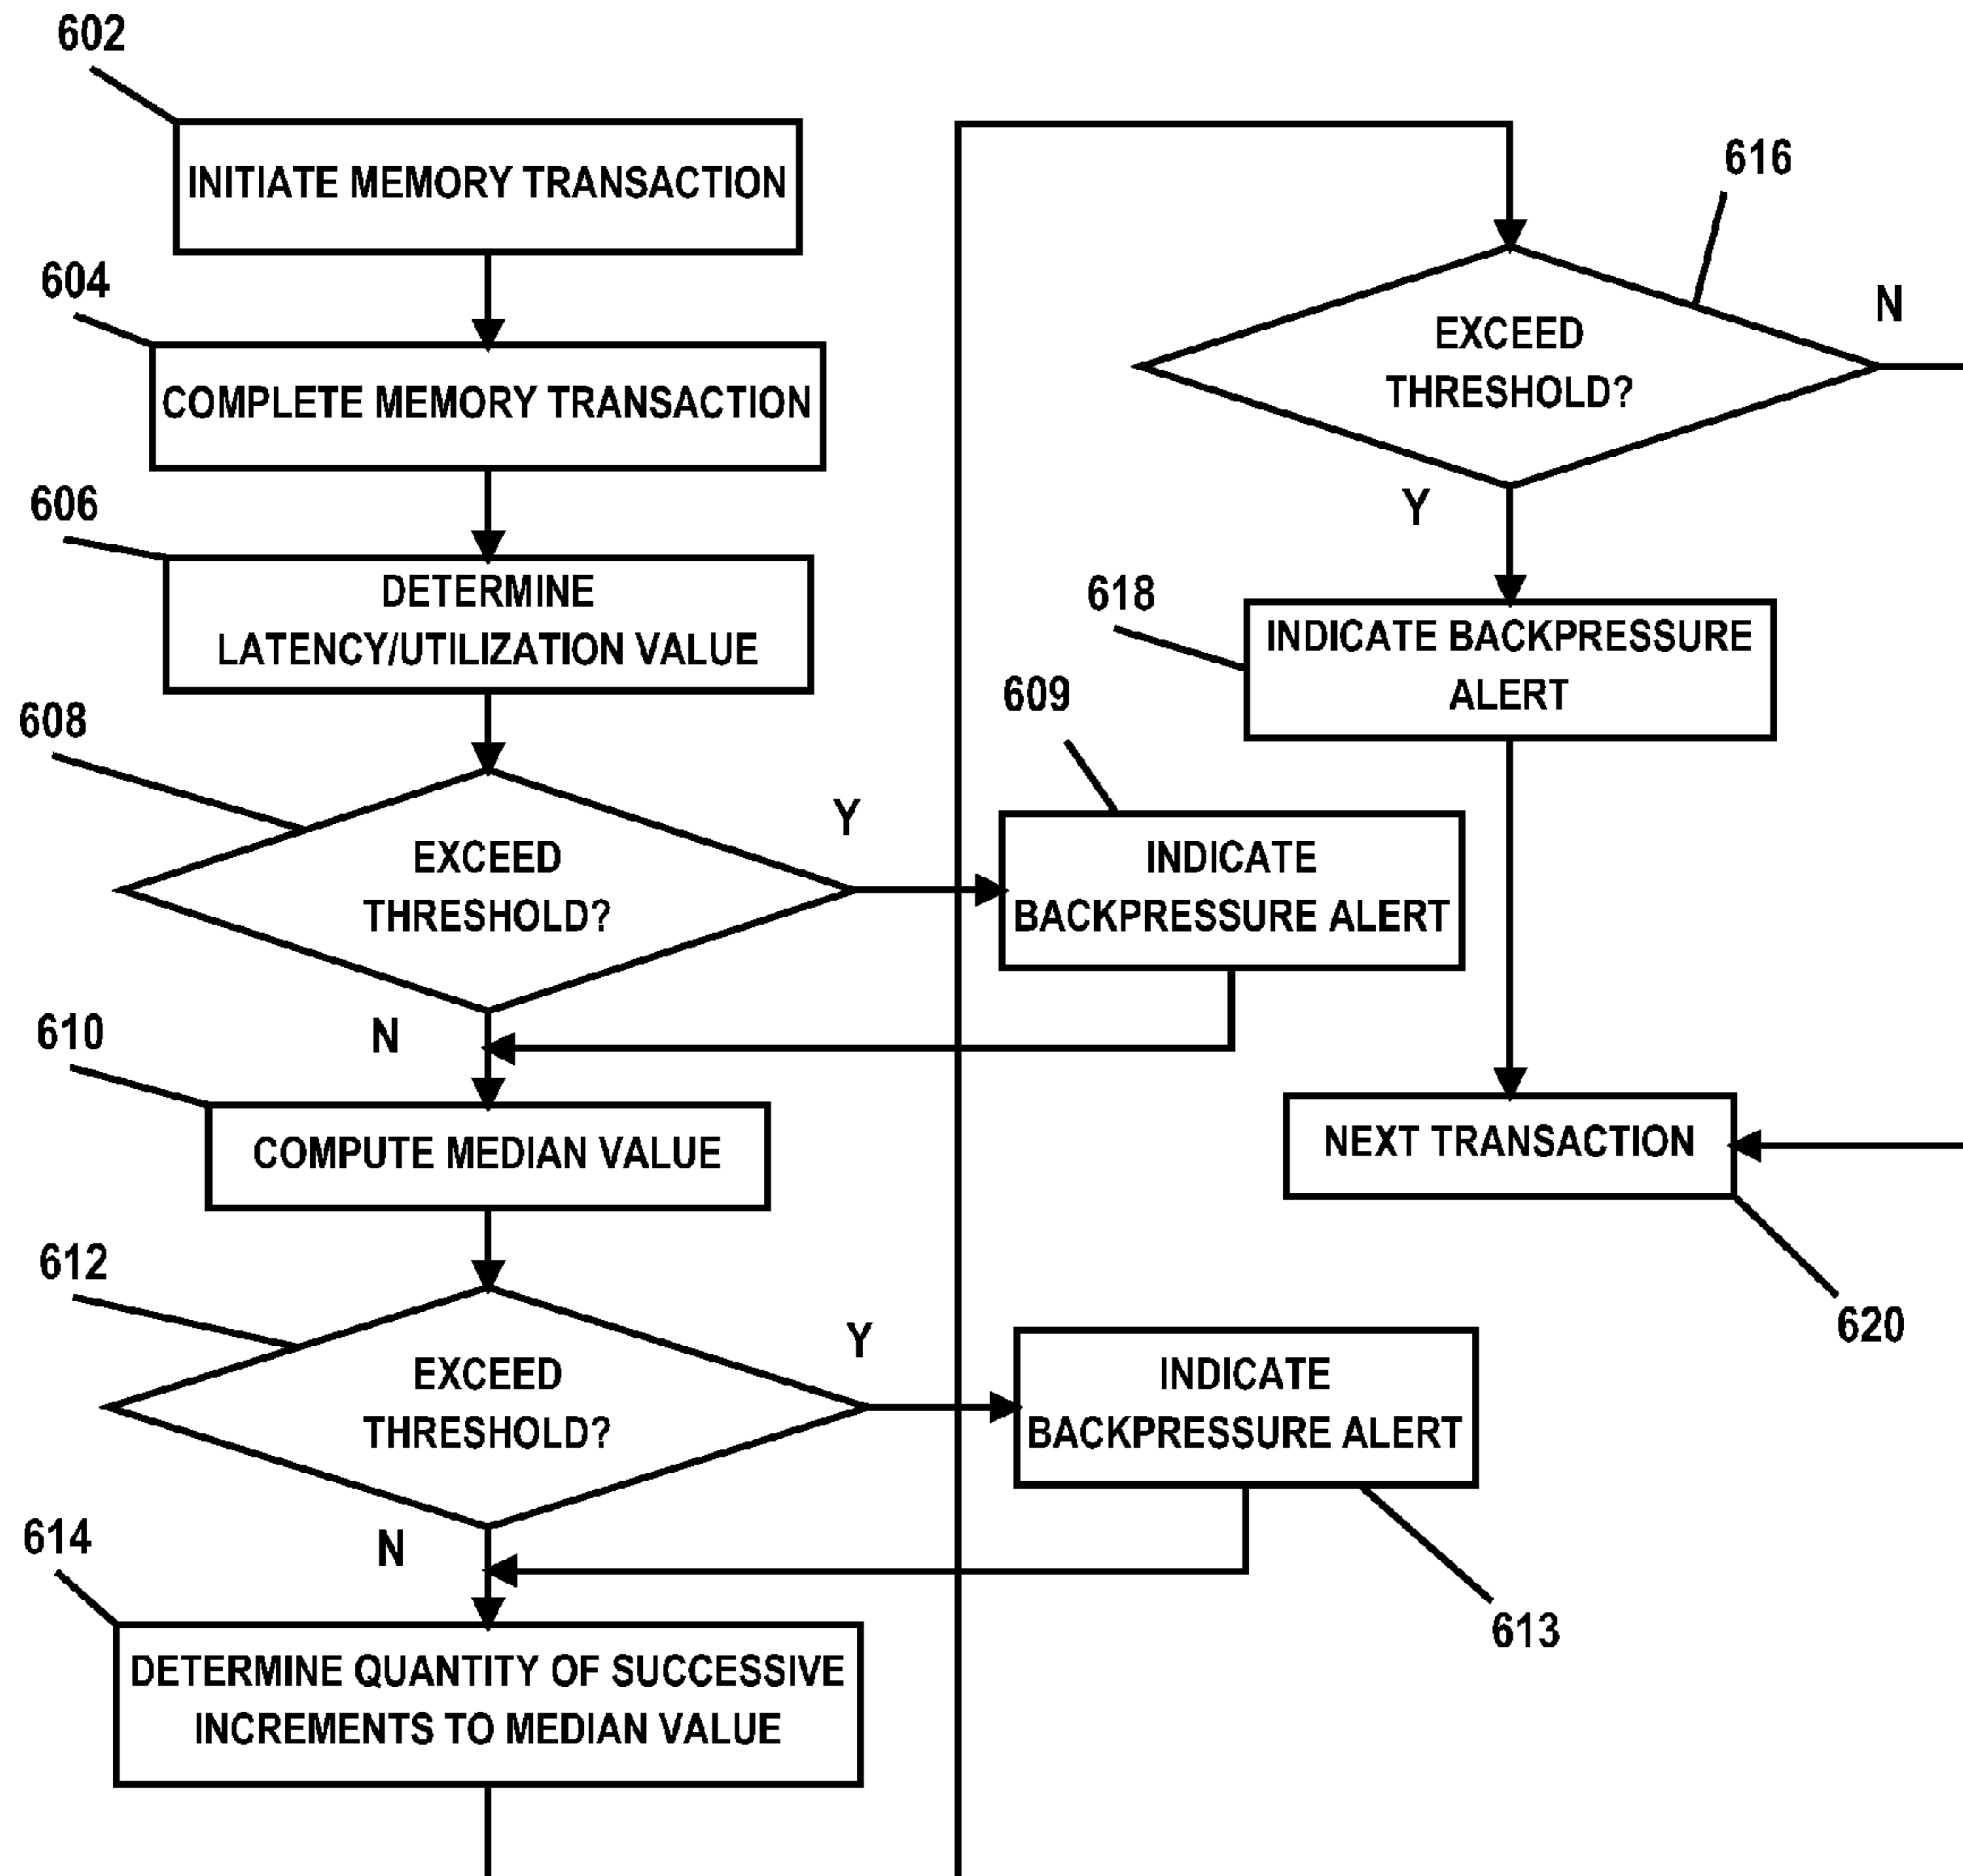 602
INITIATE MEMORY TRANSACTION
604
COMPLETE MEMORY TRANSACTION
606
DETERMINE
LATENCY/UTILIZATION VALUE
608
EXCEED
THRESHOLD?
Y
N
609
INDICATE
BACKPRESSURE ALERT
610
COMPUTE MEDIAN VALUE
612
EXCEED
THRESHOLD?
Y
N
INDICATE
BACKPRESSURE ALERT
613
614
DETERMINE QUANTITY OF SUCCESSIVE
INCREMENTS TO MEDIAN VALUE
616
EXCEED
THRESHOLD?
N
Y
618
INDICATE BACKPRESSURE
ALERT
NEXT TRANSACTION
620